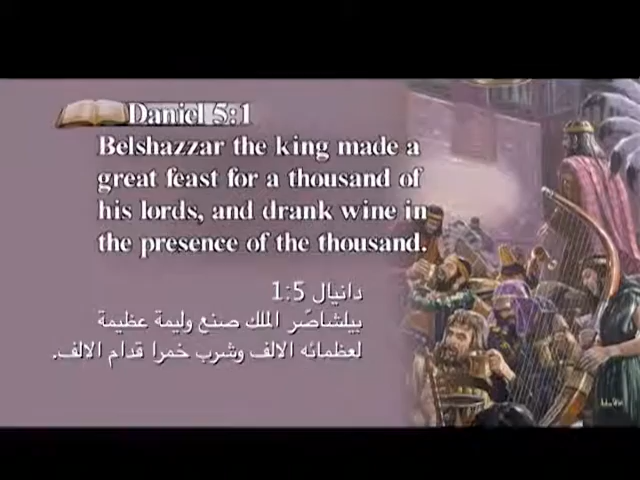 Daniel 5:1
Belshazzar the king made a
great feast for a thousand of
his lords, and drank wine in
the presence of the thousand.
دانيال 5:1
بيلشاصّر الملك صنع وليمة عظيمة
لعظمائه الالف وشرب خمرا قدام الالف.